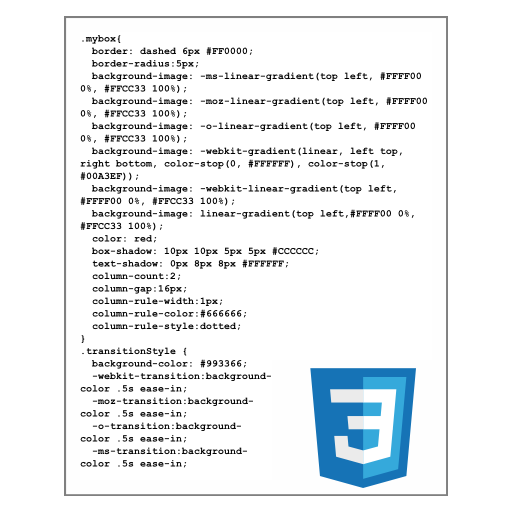 .mybox{
border: dashed 6px #FF0000;
border-radius:5px;
background-image: -ms-linear-gradient(top left, #FFFF00
0%, #FFCC33 100%);
background-image: -moz-linear-gradient(top left, #FFFF00
0%, #FFCC33 100%);
background-image: -o-linear-gradient(top left, #FFFF00
0%, #FFCC33 100%);
background-image: -webkit-gradient(linear, left top,
right bottom, color-stop(0, #FFFFFF), color-stop(1,
#00A3EF));
background-image: -webkit-linear-gradient(top left,
#FFFF00 0%, #FFCC33 100%);
background-image: linear-gradient(top left,#FFFF00 0%,
#FFCC33 100%);
color: red;
box-shadow: 10px 10px 5px 5px #CCCCCC;
text-shadow: 0px 8px 8px #FFFFFF;
column-count:2;
column-gap:16px;
column-rule-width:1px;
column-rule-color:#666666;
column-rule-style:dotted;
}
.transitionStyle {
background-color: #993366;
-webkit-transition:background-
color .5s ease-in;
-moz-transition:background-
color .5s ease-in;
-o-transition:background-
color .5s ease-in;
-ms-transition:background-
color .5s ease-in;
3